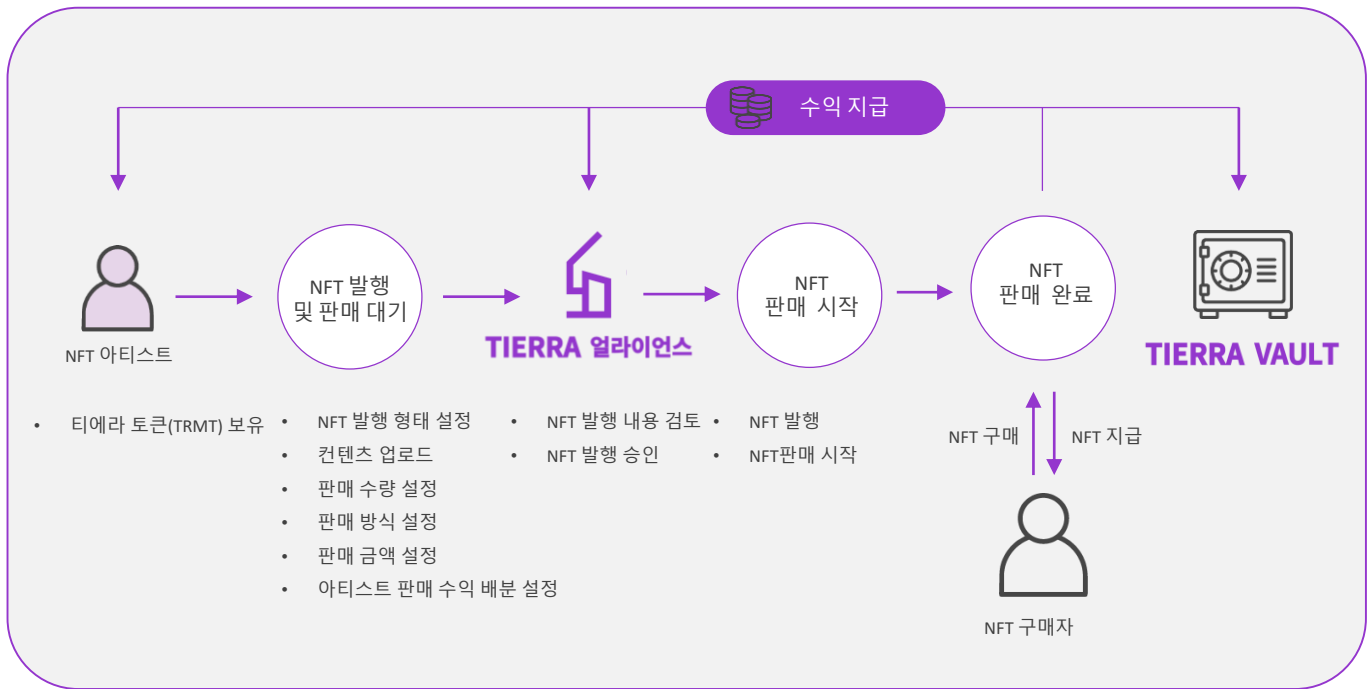 수익 지급
NFT 아티스트
• 티에라 토큰(TRMT) 보유
NFT 발행
및 판매 대기
• NFT 발행 형태 설정
• 컨텐츠 업로드
• 판매 수량 설정
• 판매 방식 설정
• 판매 금액 설정
• 아티스트 판매 수익 배분 설정
TIERRA 얼라이언스
• NFT 발행 내용 검토
• NFT 발행 승인
NFT
판매 시작
• NFT 발행
• NFT판매 시작
NFT
판매 완료
NFT 구매
NFT 지급
NFT 구매자
TIERRA VAULT